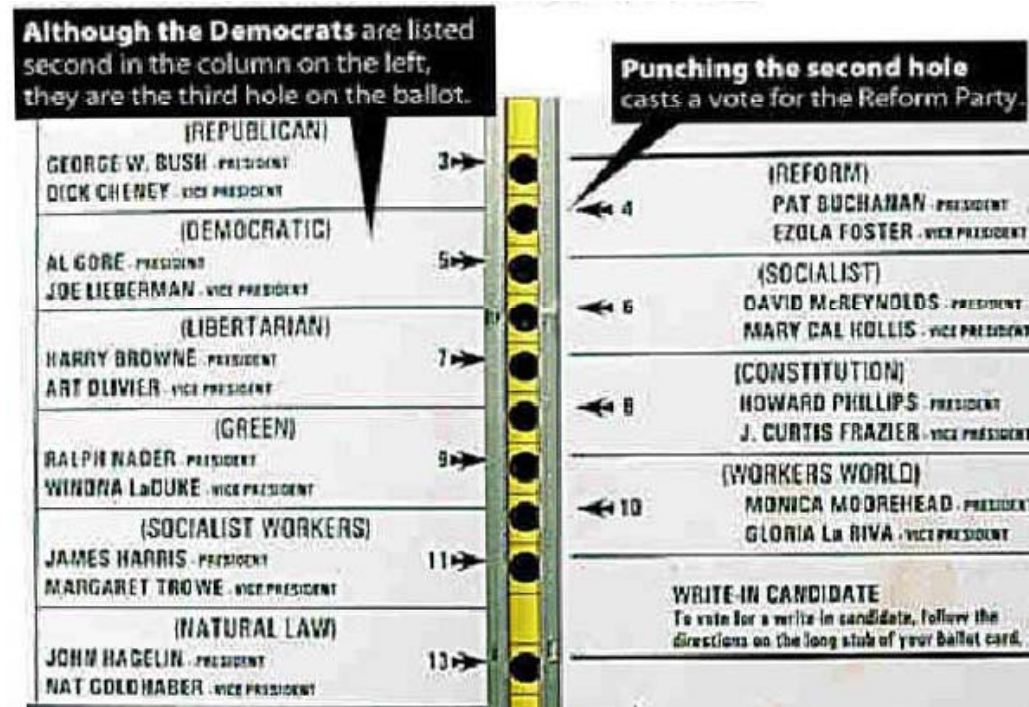 Although the Democrats are listed
second in the column on the left,
they are the third hole on the ballot.
Punching the second hole
casts a vote for the Reform Party.
(REPUBLICAN)
GEORGE W. BUSH - PRESIDENT
DICK CHENEY - VICE PRESIDENT
3
(DEMOCRATIC)
AL GORE - PRESIDENT
JOE LIEBERMAN - VICE PRESIDENT
5
(LIBERTARIAN)
HARRY BROWNE - PRESIDENT
ART OLIVIER - VICE PRESIDENT
7
(GREEN)
RALPH NADER - PRESIDENT
WINONA LaDUKE - VICE PRESIDENT
9
(SOCIALIST WORKERS)
JAMES HARRIS - PRESIDENT
MARGARET TROWE - VICE PRESIDENT
11
(NATURAL LAW)
JOHN HAGELIN - PRESIDENT
NAT GOLDHABER - VICE PRESIDENT
13
(REFORM)
4 PAT BUCHANAN - PRESIDENT
EZOLA FOSTER - VICE PRESIDENT
(SOCIALIST)
6 DAVID McREYNOLDS - PRESIDENT
MARY CAL HOLLIS - VICE PRESIDENT
(CONSTITUTION)
8 HOWARD PHILLIPS - PRESIDENT
J. CURTIS FRAZIER - VICE PRESIDENT
(WORKERS WORLD)
10 MONICA MOOREHEAD - PRESIDENT
GLORIA La RIVA - VICE PRESIDENT
WRITE-IN CANDIDATE
To vote for a write-in candidate, follow the
directions on the long stub of your ballot card.